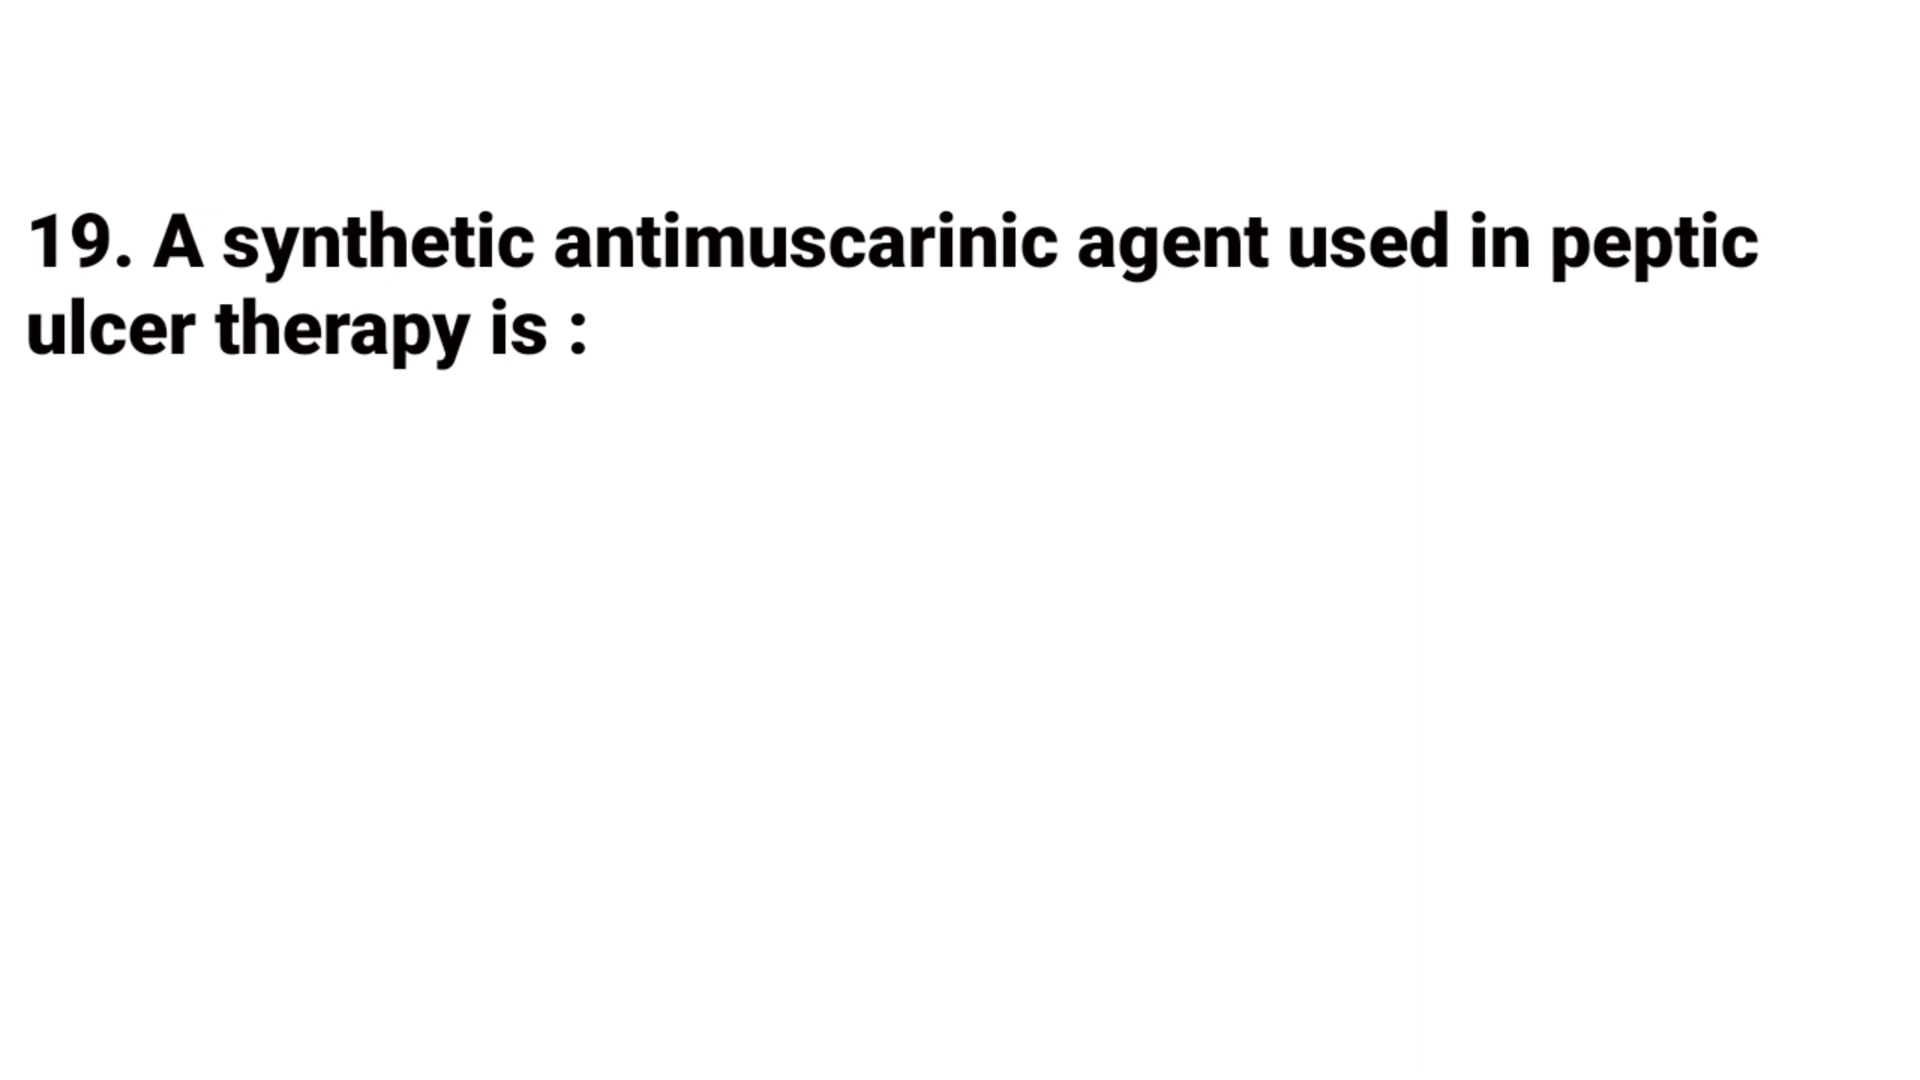 19. A synthetic antimuscarinic agent used in peptic
ulcer therapy is :